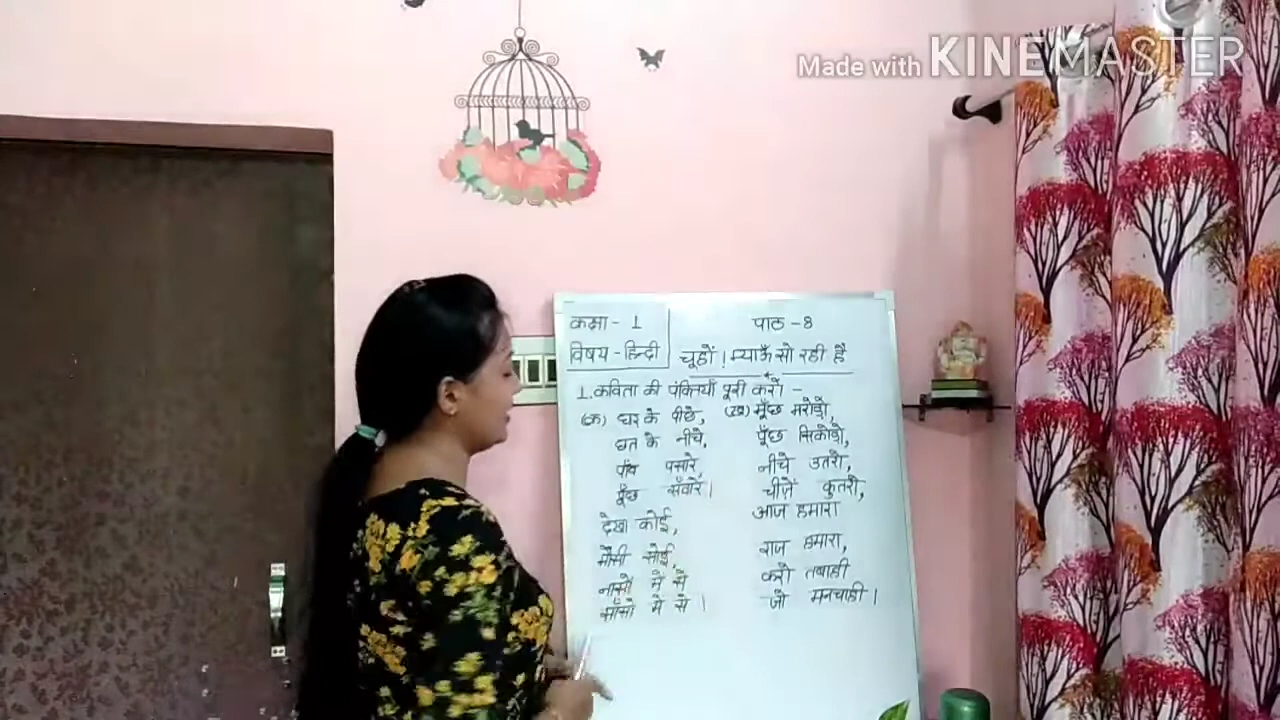 Made with KINEMASTER
कक्षा - 1
विषय - हिन्दी
पाठ - 8
चूहों ! म्याऊँ सो रही है
1. कविता की पंक्तियाँ पूरी करो -
(क) घर के पीछे,
छत के नीचे,
पाँव पसारे,
पूँछ सँवारे।
देखो कोई,
मौसी सोई,
नासों में से
साँसों में से ।
(ख) मूँछ मरोड़ो,
पूँछ सिकोड़ो,
नीचे उतरो,
चीज़ें कुतरो,
आज हमारा
राज हमारा,
करो तबाही
जो मनचाही ।